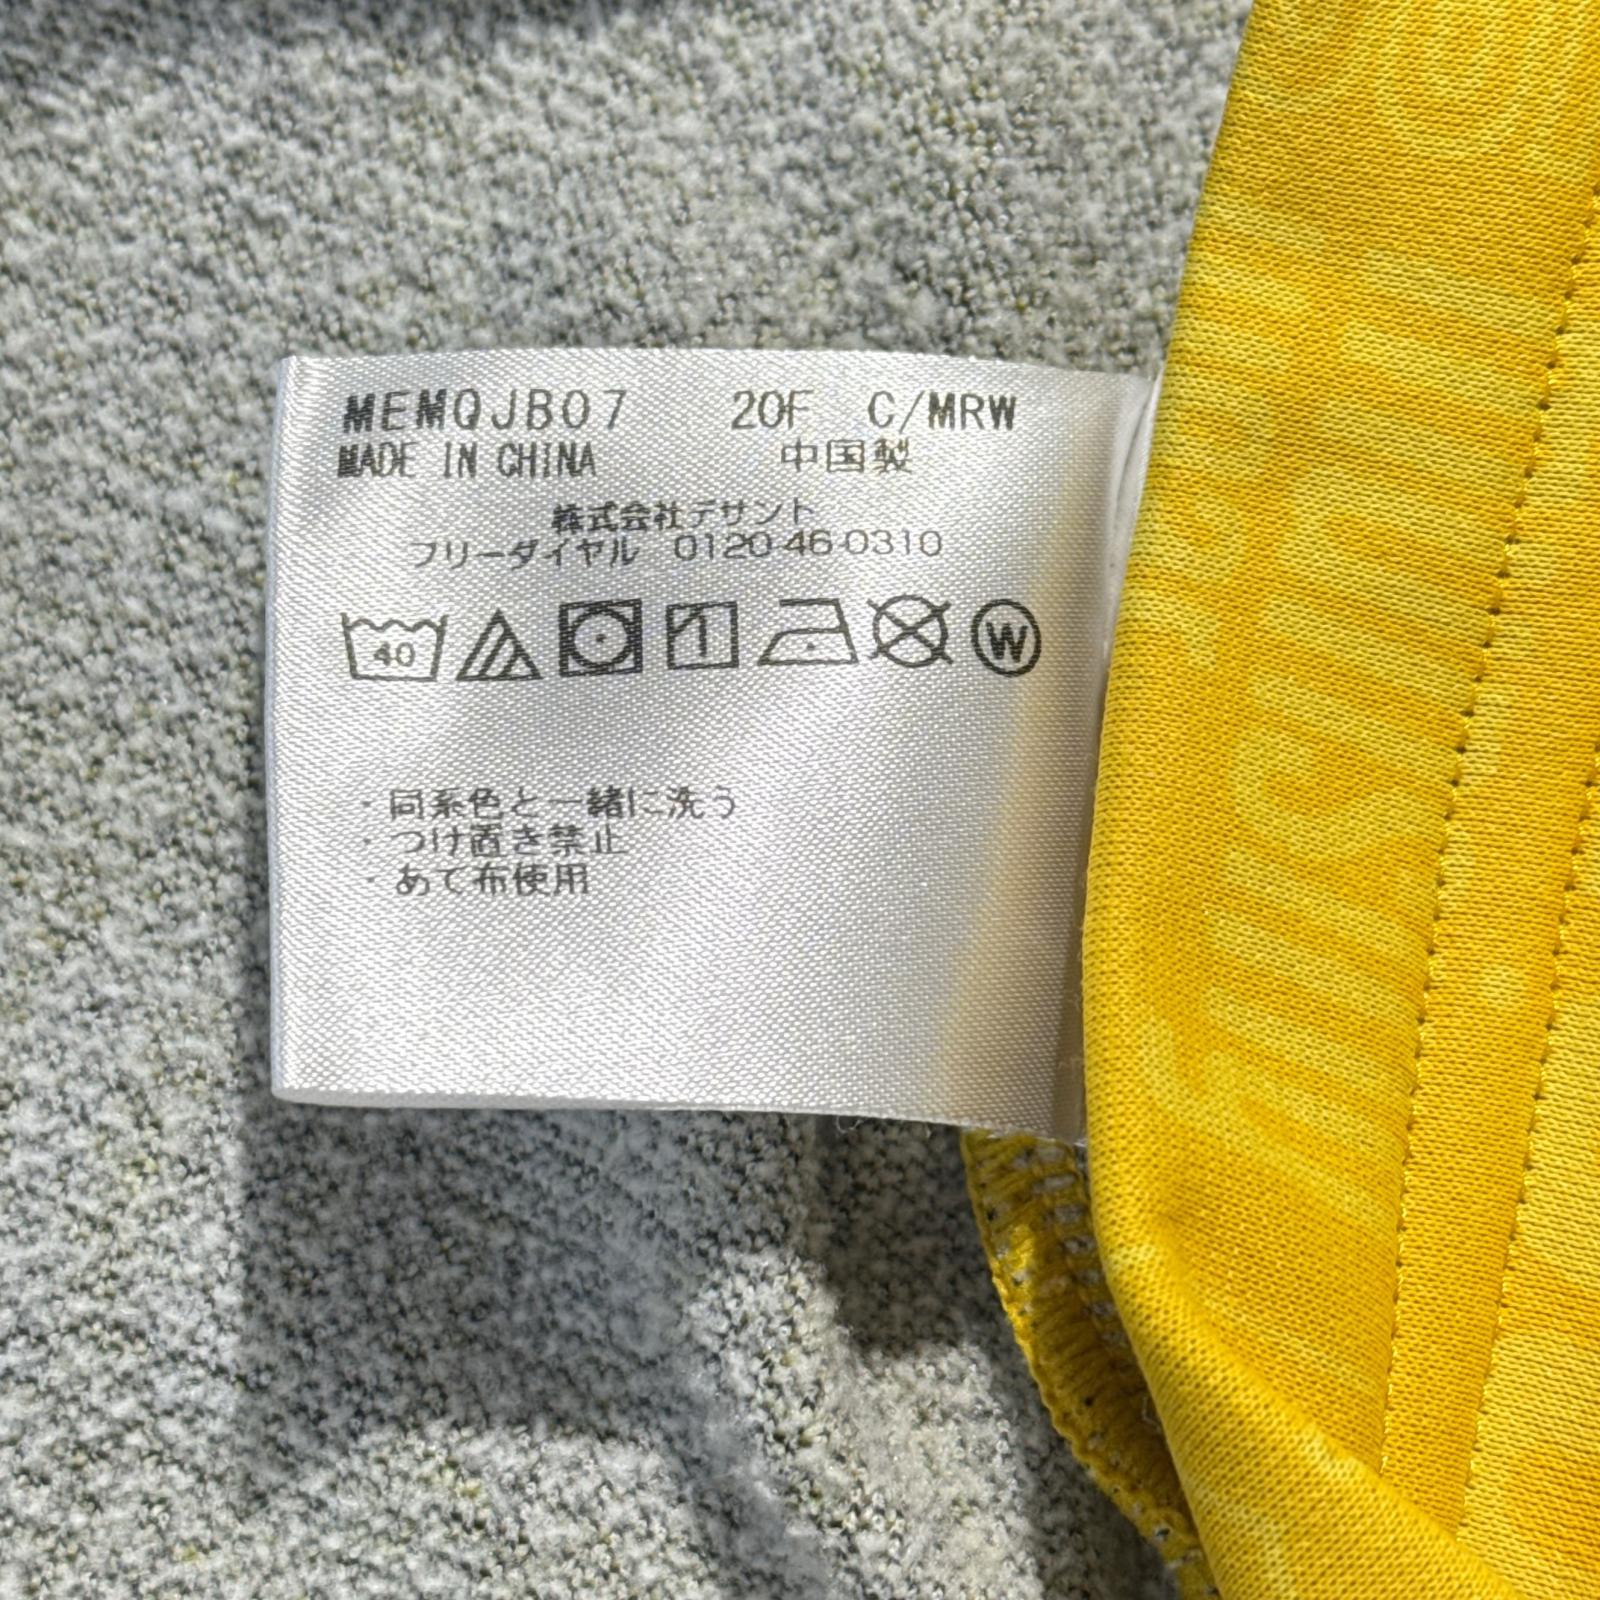 MEMQJB07 20F C/MRW
MADE IN CHINA 中国製
株式会社デサント
フリーダイヤル 0120-46-0310
40 1 W
・同系色と一緒に洗う
・つけ置き禁止
・あて布使用